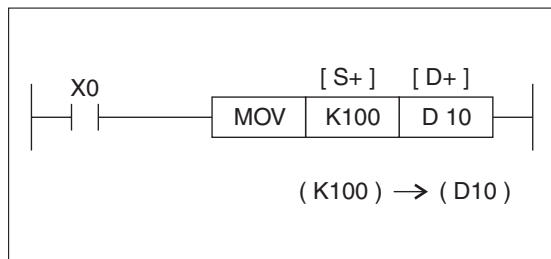 [ S+ ] [ D+ ]
X0
MOV K100 D 10
( K100 ) → ( D10 )